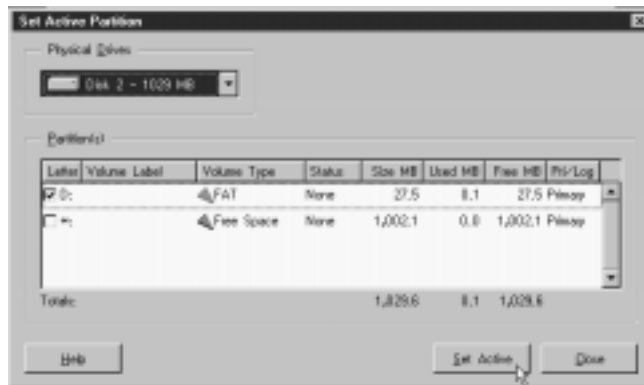 Set Active Partition
Physical Drives
Disk 2 - 1029 MB
Partition(s)
Letter Volume Label Volume Type Status Size MB Used MB Free MB Pri/Log
D: FAT None 27.5 0.1 27.5 Primary
*: Free Space None 1,002.1 0.0 1,002.1 Primary
Totals: 1,029.6 0.1 1,029.6
Help Set Active Close